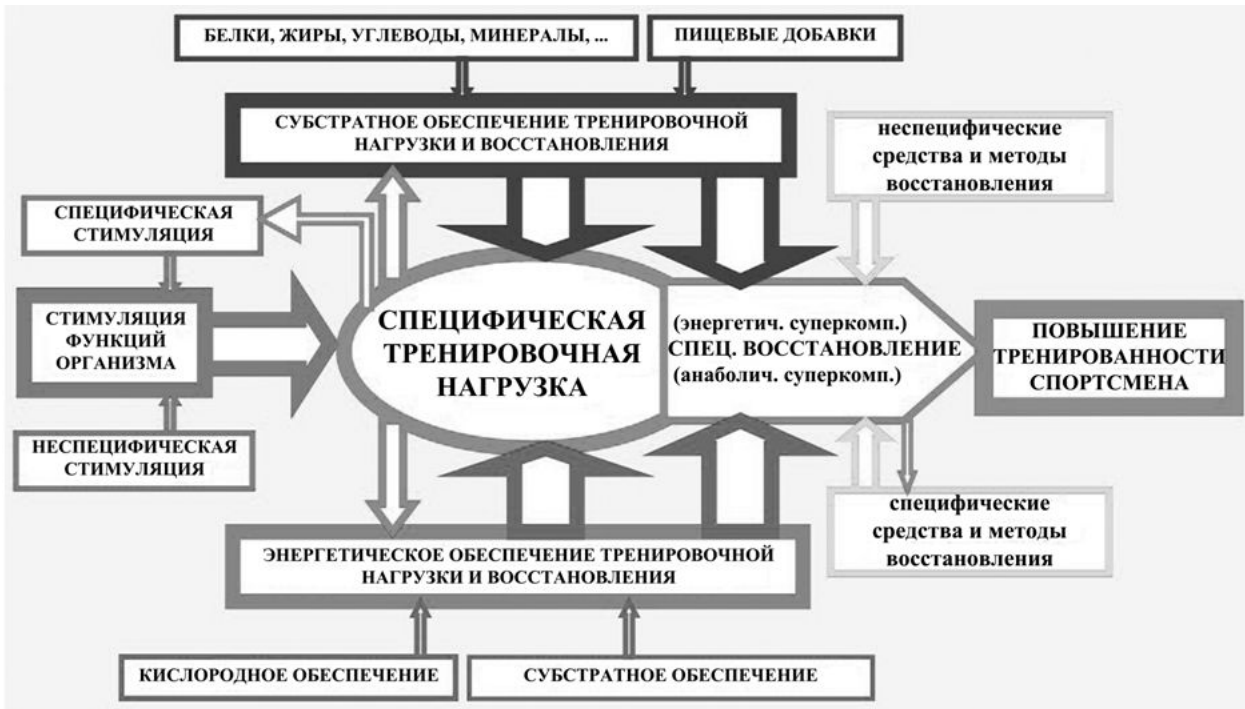 БЕЛКИ, ЖИРЫ, УГЛЕВОДЫ, МИНЕРАЛЫ, ...
ПИЩЕВЫЕ ДОБАВКИ
СУБСТРАТНОЕ ОБЕСПЕЧЕНИЕ ТРЕНИРОВОЧНОЙ
НАГРУЗКИ И ВОССТАНОВЛЕНИЯ
неспецифические
средства и методы
восстановления
СПЕЦИФИЧЕСКАЯ
СТИМУЛЯЦИЯ
СТИМУЛЯЦИЯ
ФУНКЦИЙ
ОРГАНИЗМА
НЕСПЕЦИФИЧЕСКАЯ
СТИМУЛЯЦИЯ
СПЕЦИФИЧЕСКАЯ
ТРЕНИРОВОЧНАЯ
НАГРУЗКА
(энергетич. суперкомп.)
СПЕЦ. ВОССТАНОВЛЕНИЕ
(анаболич. суперкомп.)
ПОВЫШЕНИЕ
ТРЕНИРОВАННОСТИ
СПОРТСМЕНА
специфические
средства и методы
восстановления
ЭНЕРГЕТИЧЕСКОЕ ОБЕСПЕЧЕНИЕ ТРЕНИРОВОЧНОЙ
НАГРУЗКИ И ВОССТАНОВЛЕНИЯ
КИСЛОРОДНОЕ ОБЕСПЕЧЕНИЕ
СУБСТРАТНОЕ ОБЕСПЕЧЕНИЕ